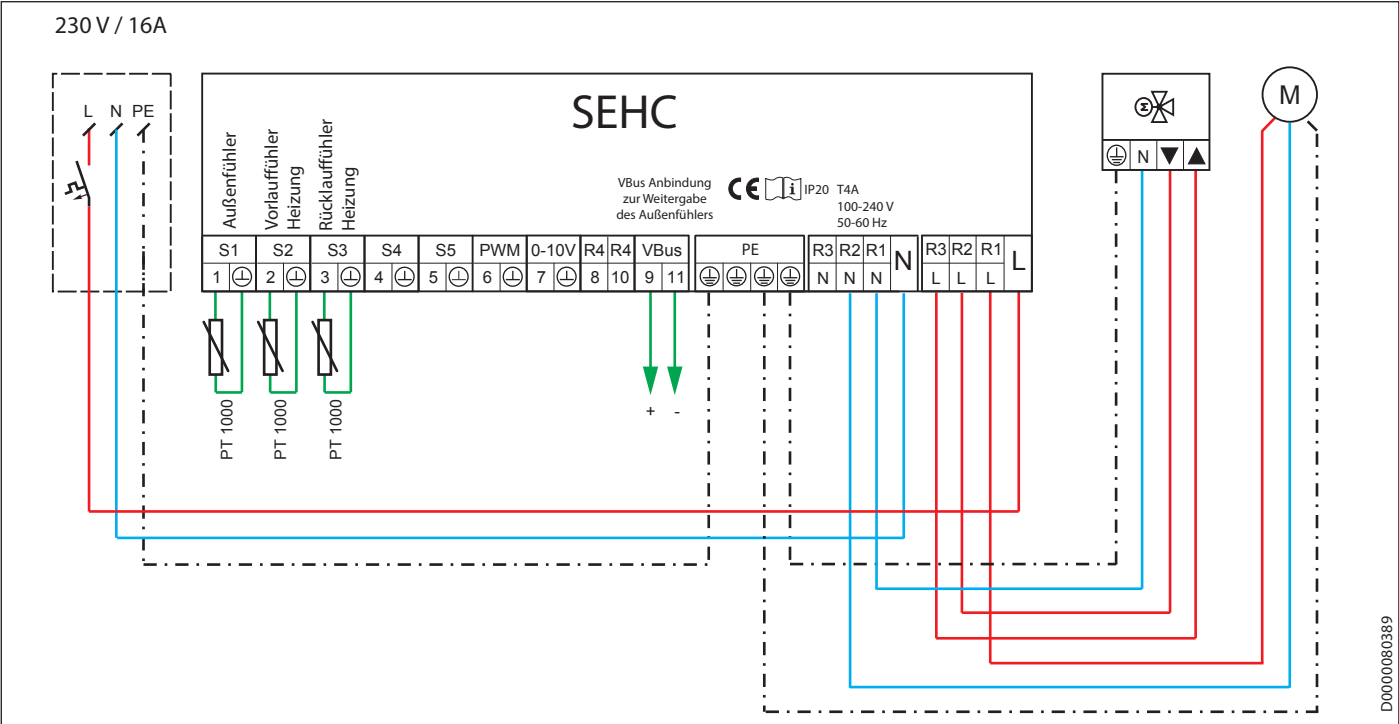 230 V / 16A
L N PE
SEHC
Außenfühler
Vorlauffühler
Heizung
Rücklauffühler
Heizung
VBus Anbindung
zur Weitergabe
des Außenfühlers
CE i IP20 T4A
100-240 V
50-60 Hz
S1 S2 S3 S4 S5 PWM 0-10V R4 R4 VBus PE R3 R2 R1 N R3 R2 R1 L
1 2 3 4 5 6 7 8 10 9 11 N N N L L L
M
N
M
PT 1000
PT 1000
PT 1000
+ -
D0000080389